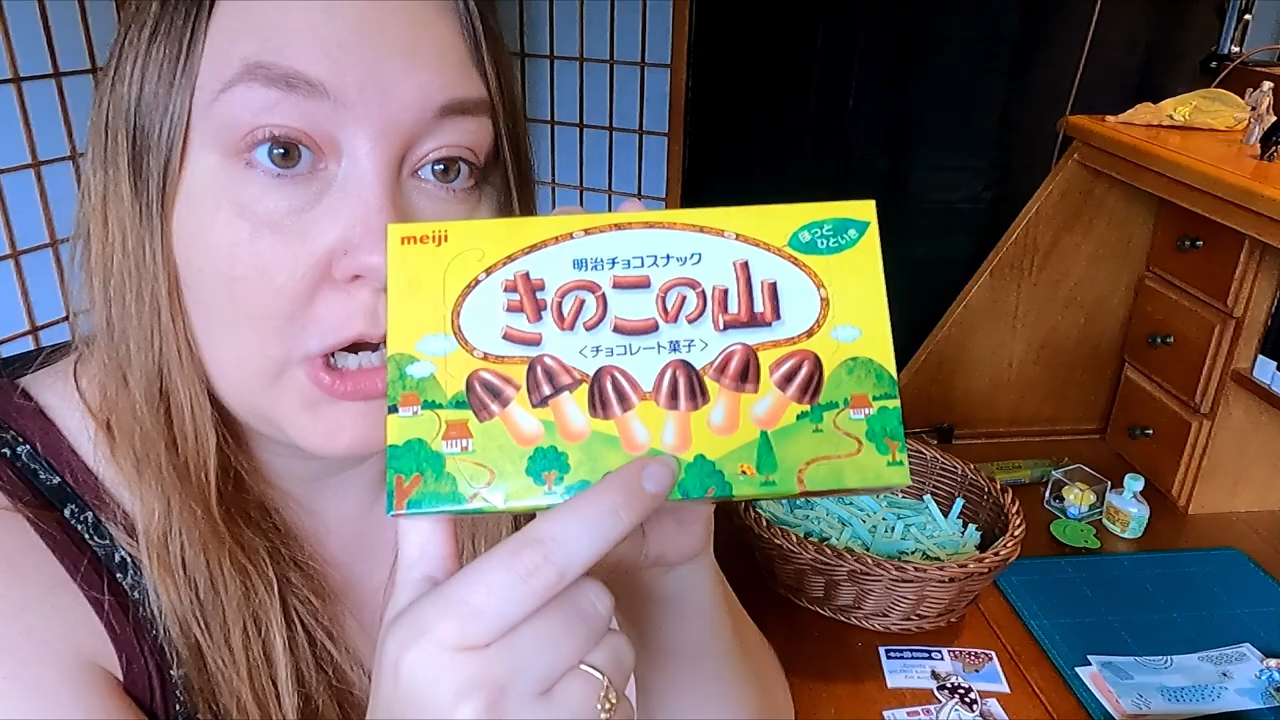 meiji
ほっと
ひといき
明治チョコスナック
きのこの山
<チョコレート菓子>